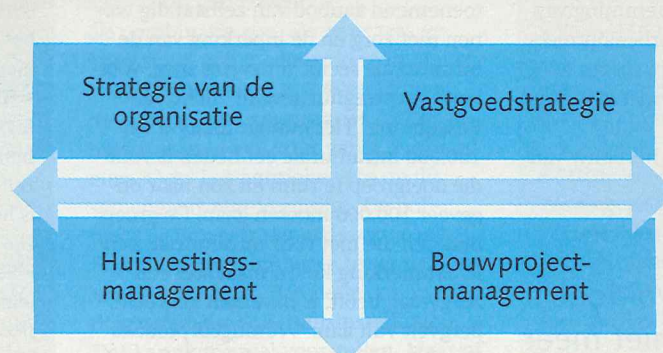 Strategie van de
organisatie
Vastgoedstrategie
Huisvestings-
management
Bouwproject-
management